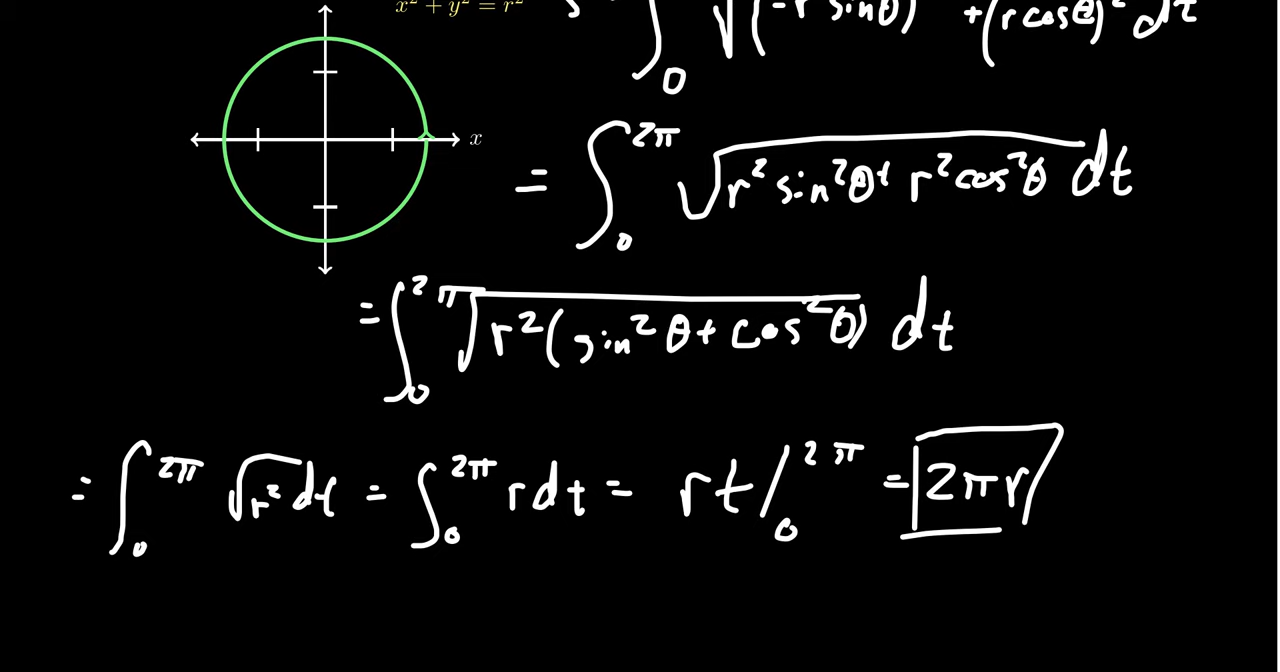 x² + y² = r²
∫₀ √(-r sinθ) + (r cosθ)² dt
x
= ∫₀^2π √(r² sin²θ + r² cos²θ) dt
= ∫₀^2π √(r²(sin²θ + cos²θ)) dt
= ∫₀^2π √r² dt = ∫₀^2π r dt = rt /₀^2π = 2πr